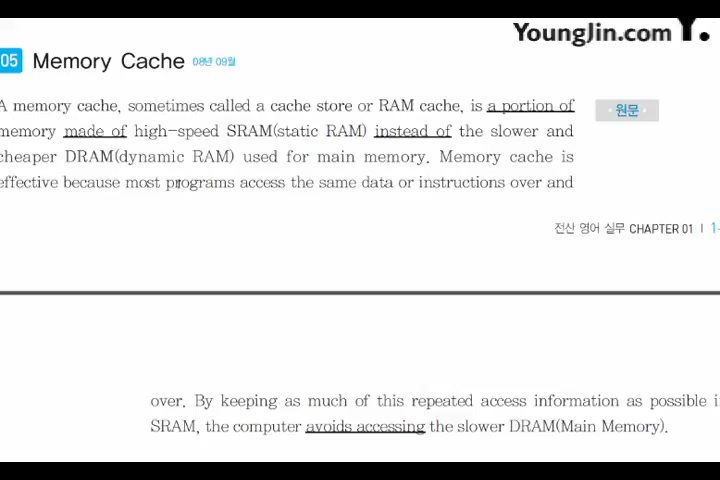 YoungJin.com Y.
05 Memory Cache 08년 09월
A memory cache, sometimes called a cache store or RAM cache, is a portion of
원문
memory made of high-speed SRAM(static RAM) instead of the slower and
cheaper DRAM(dynamic RAM) used for main memory. Memory cache is
effective because most programs access the same data or instructions over and
전산 영어 실무 CHAPTER 01 | 1-
over. By keeping as much of this repeated access information as possible i
SRAM, the computer avoids accessing the slower DRAM(Main Memory).